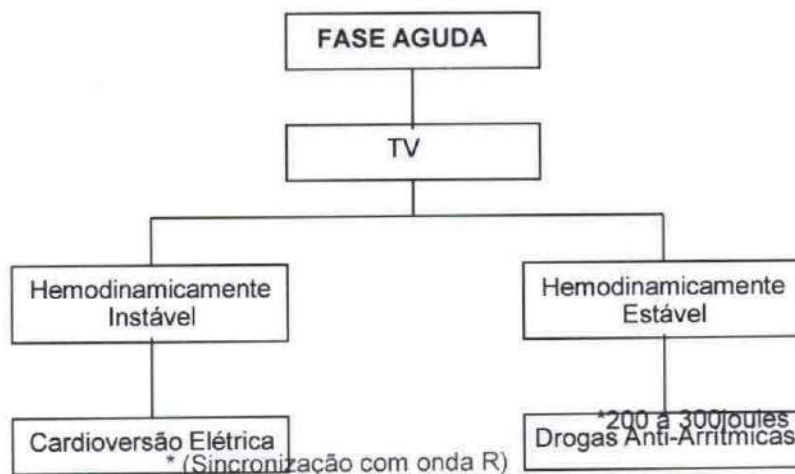 FASE AGUDA
TV
Hemodinamicamente
Instável
Hemodinamicamente
Estável
*200 a 300joules
Cardioversão Elétrica
* (Sincronização com onda R)
Drogas Anti-Arrítmicas